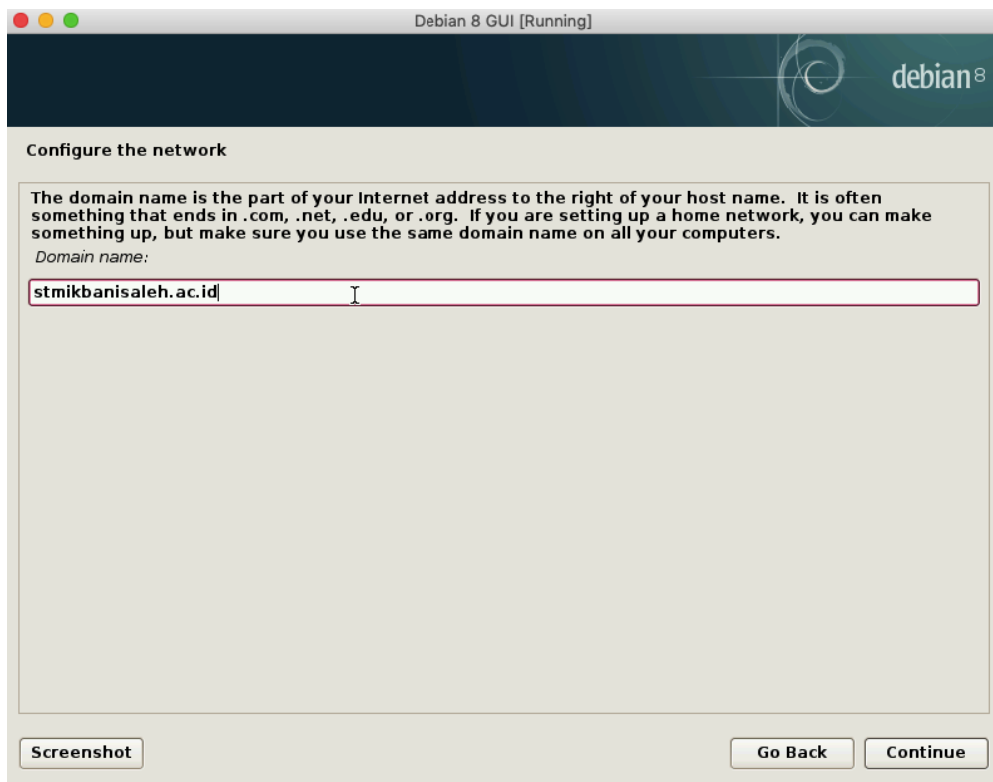 Debian 8 GUI [Running]
debian 8
Configure the network
The domain name is the part of your Internet address to the right of your host name.  It is often
something that ends in .com, .net, .edu, or .org.  If you are setting up a home network, you can make
something up, but make sure you use the same domain name on all your computers.
Domain name:
stmikbanisaleh.ac.id
Screenshot
Go Back
Continue